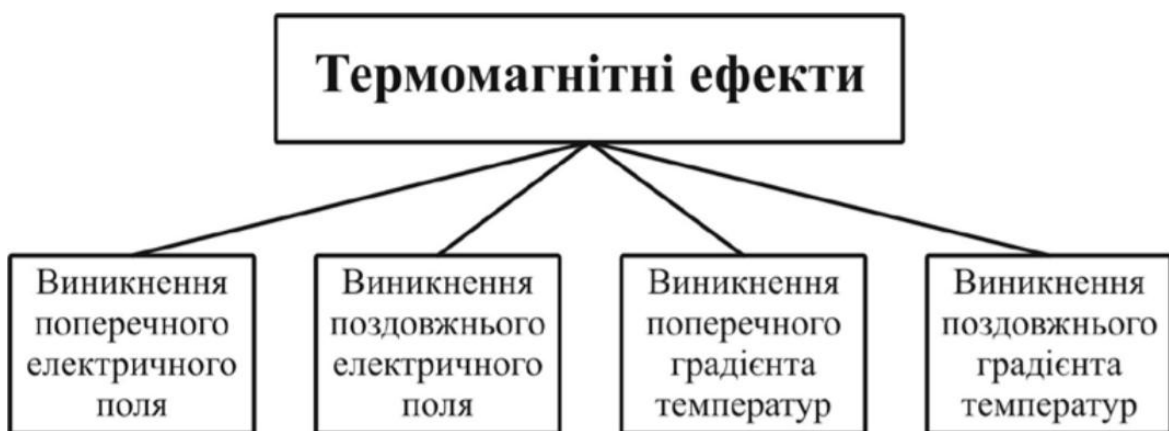 Термомагнітні ефекти
Виникнення
поперечного
електричного
поля
Виникнення
поздовжнього
електричного
поля
Виникнення
поперечного
градієнта
температур
Виникнення
поздовжнього
градієнта
температур